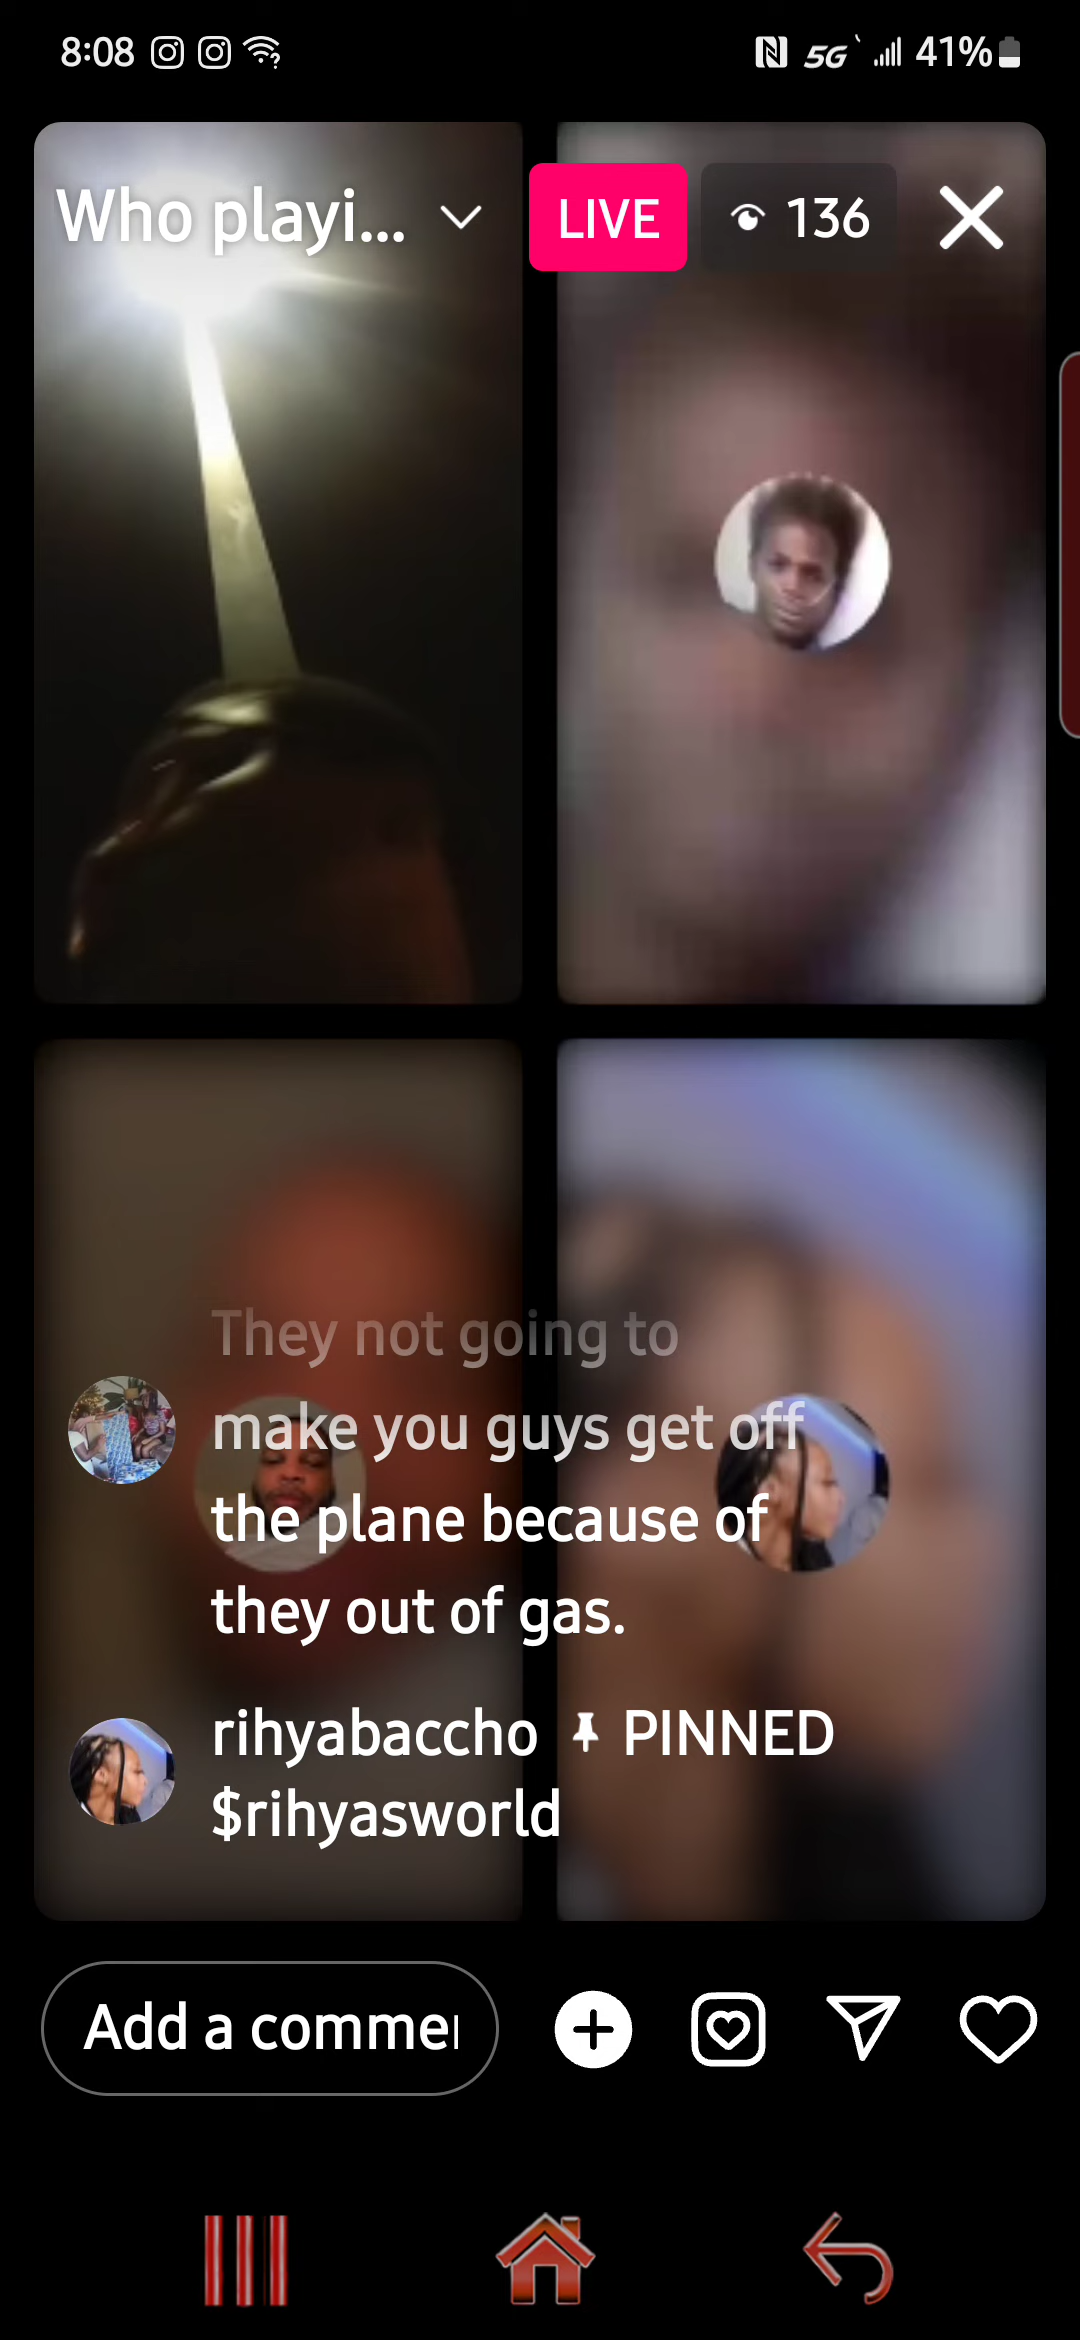 8:08
5G 41%
Who playi... LIVE 136
They not going to
make you guys get off
the plane because of
they out of gas.
rihyabaccho PINNED
$rihyasworld
Add a comme